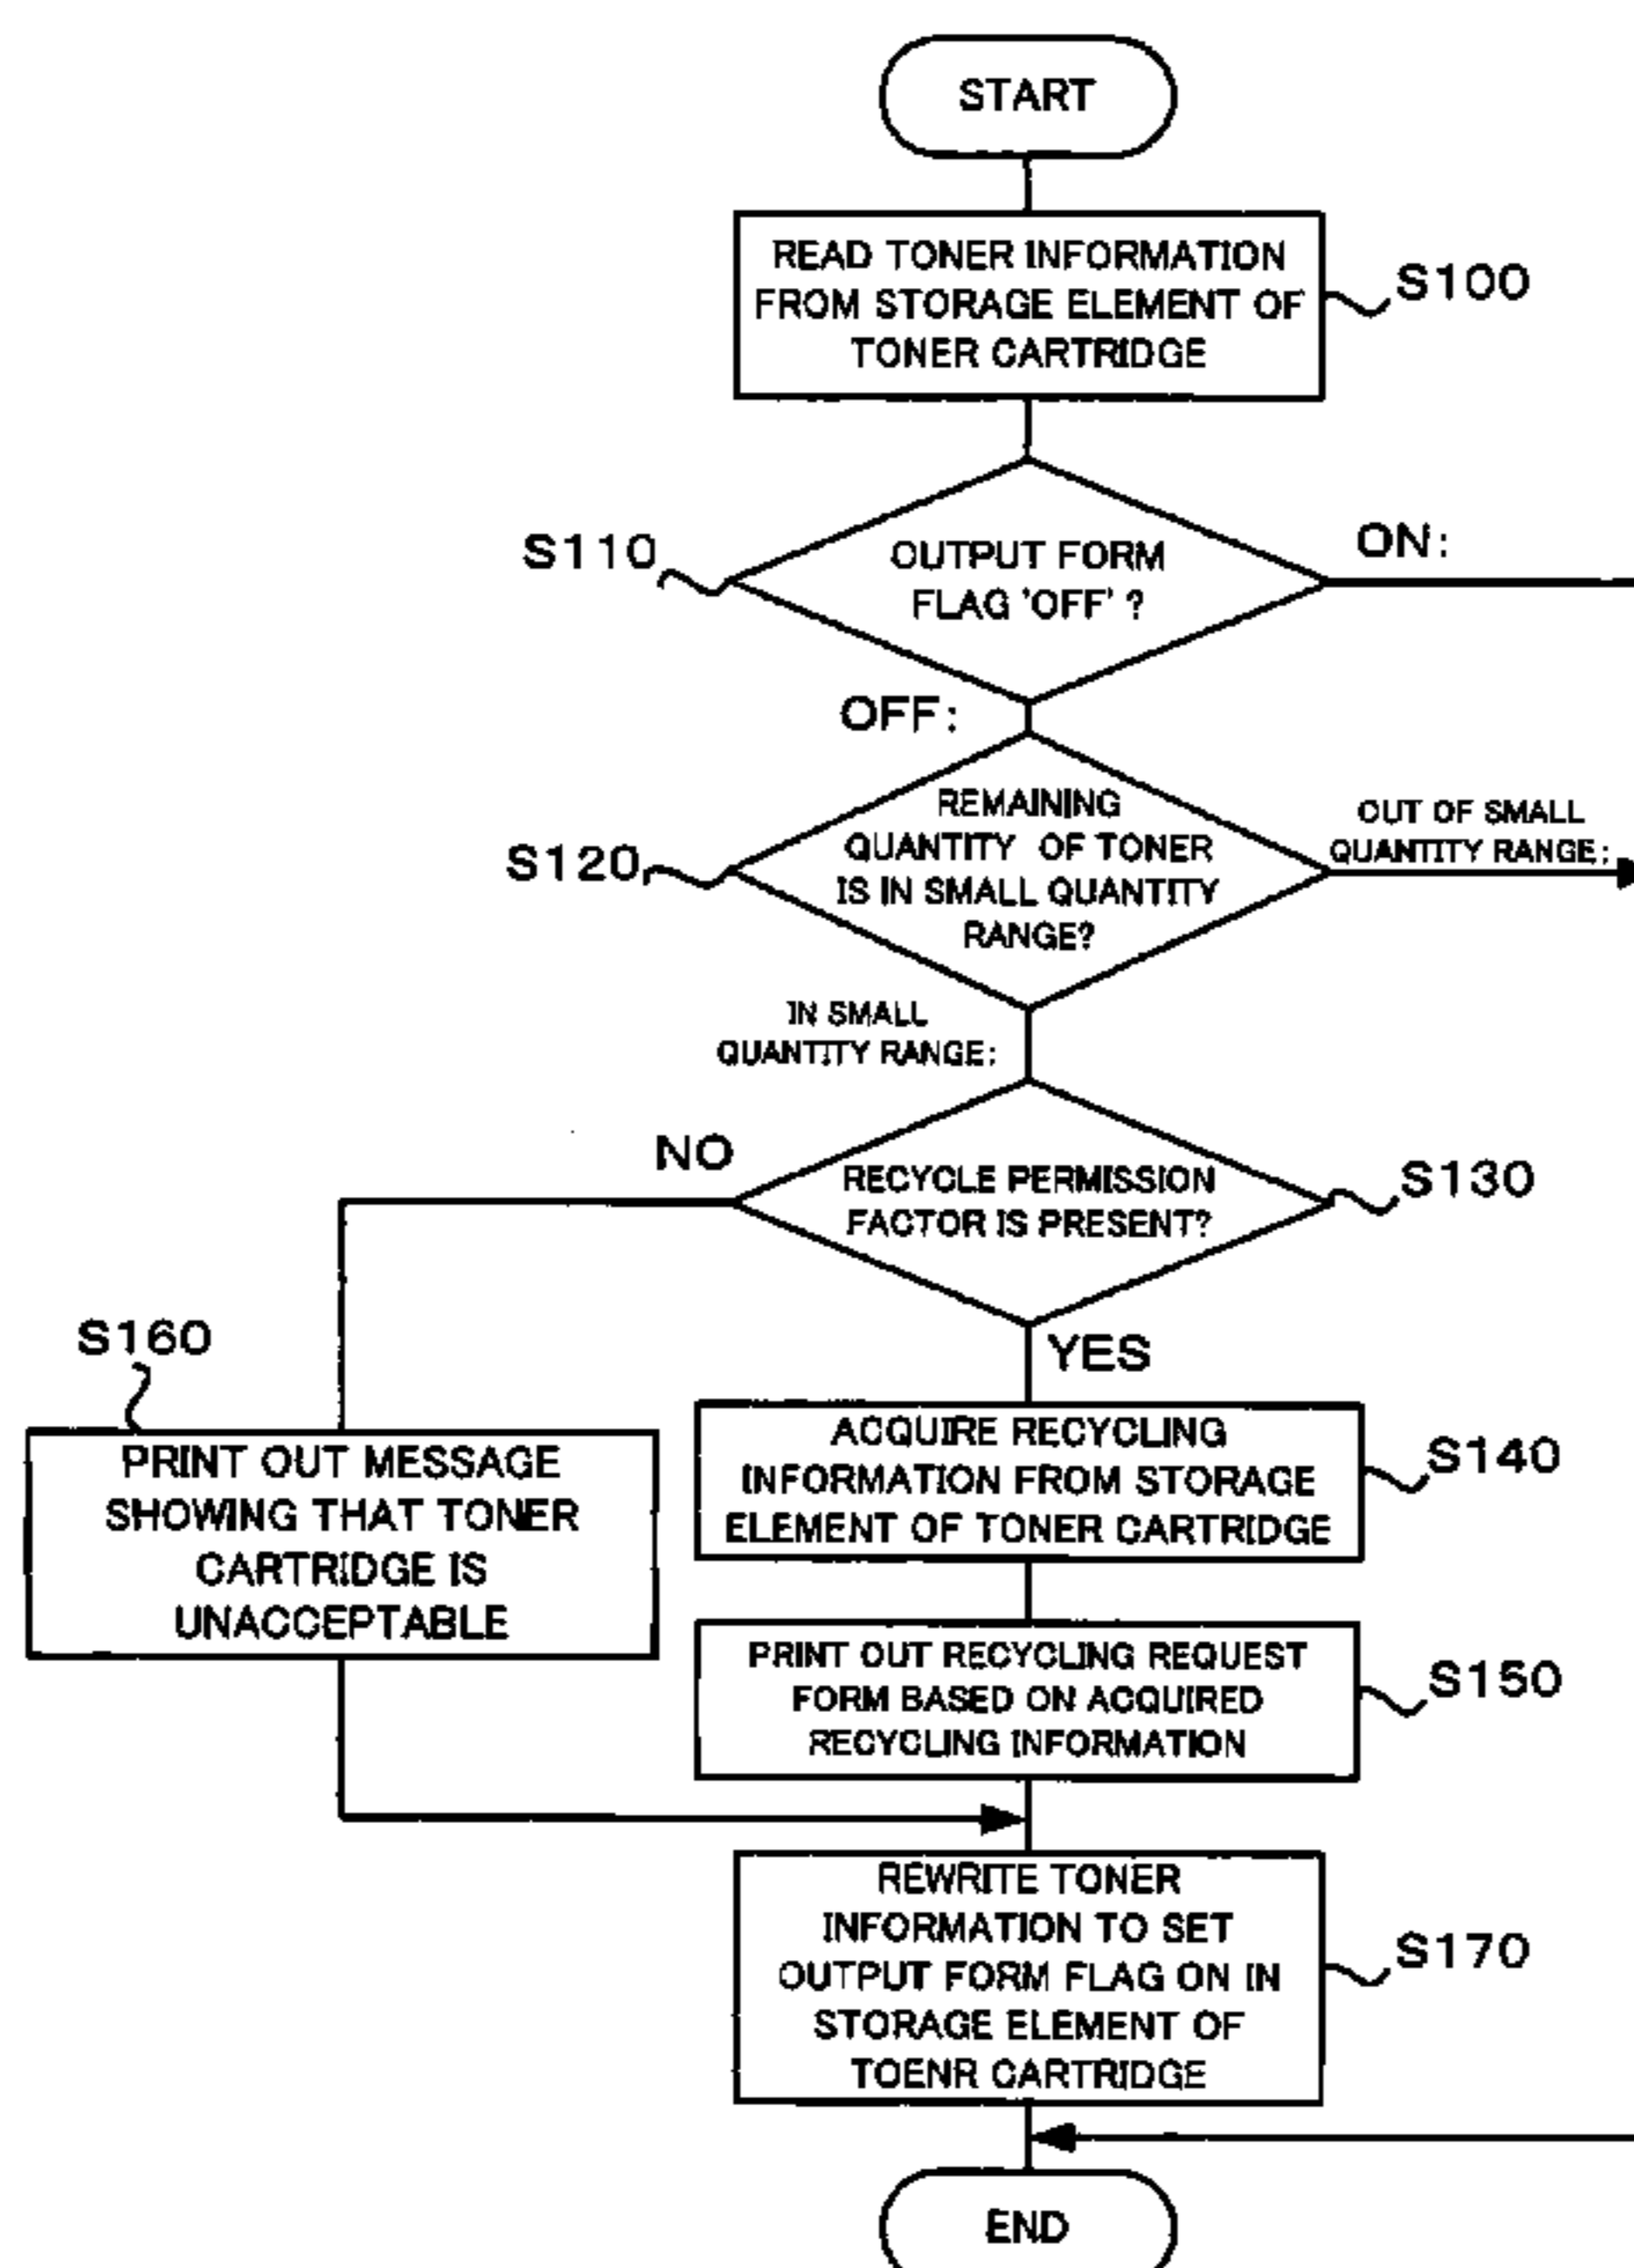 START
READ TONER INFORMATION
FROM STORAGE ELEMENT OF
TONER CARTRIDGE
S100
S110
OUTPUT FORM
FLAG 'OFF' ?
ON:
OFF:
S120
REMAINING
QUANTITY OF TONER
IS IN SMALL QUANTITY
RANGE?
OUT OF SMALL
QUANTITY RANGE:
IN SMALL
QUANTITY RANGE:
NO
RECYCLE PERMISSION
FACTOR IS PRESENT?
S130
YES
S160
PRINT OUT MESSAGE
SHOWING THAT TONER
CARTRIDGE IS
UNACCEPTABLE
ACQUIRE RECYCLING
INFORMATION FROM STORAGE
ELEMENT OF TONER CARTRIDGE
S140
PRINT OUT RECYCLING REQUEST
FORM BASED ON ACQUIRED
RECYCLING INFORMATION
S150
REWRITE TONER
INFORMATION TO SET
OUTPUT FORM FLAG ON IN
STORAGE ELEMENT OF
TOENR CARTRIDGE
S170
END